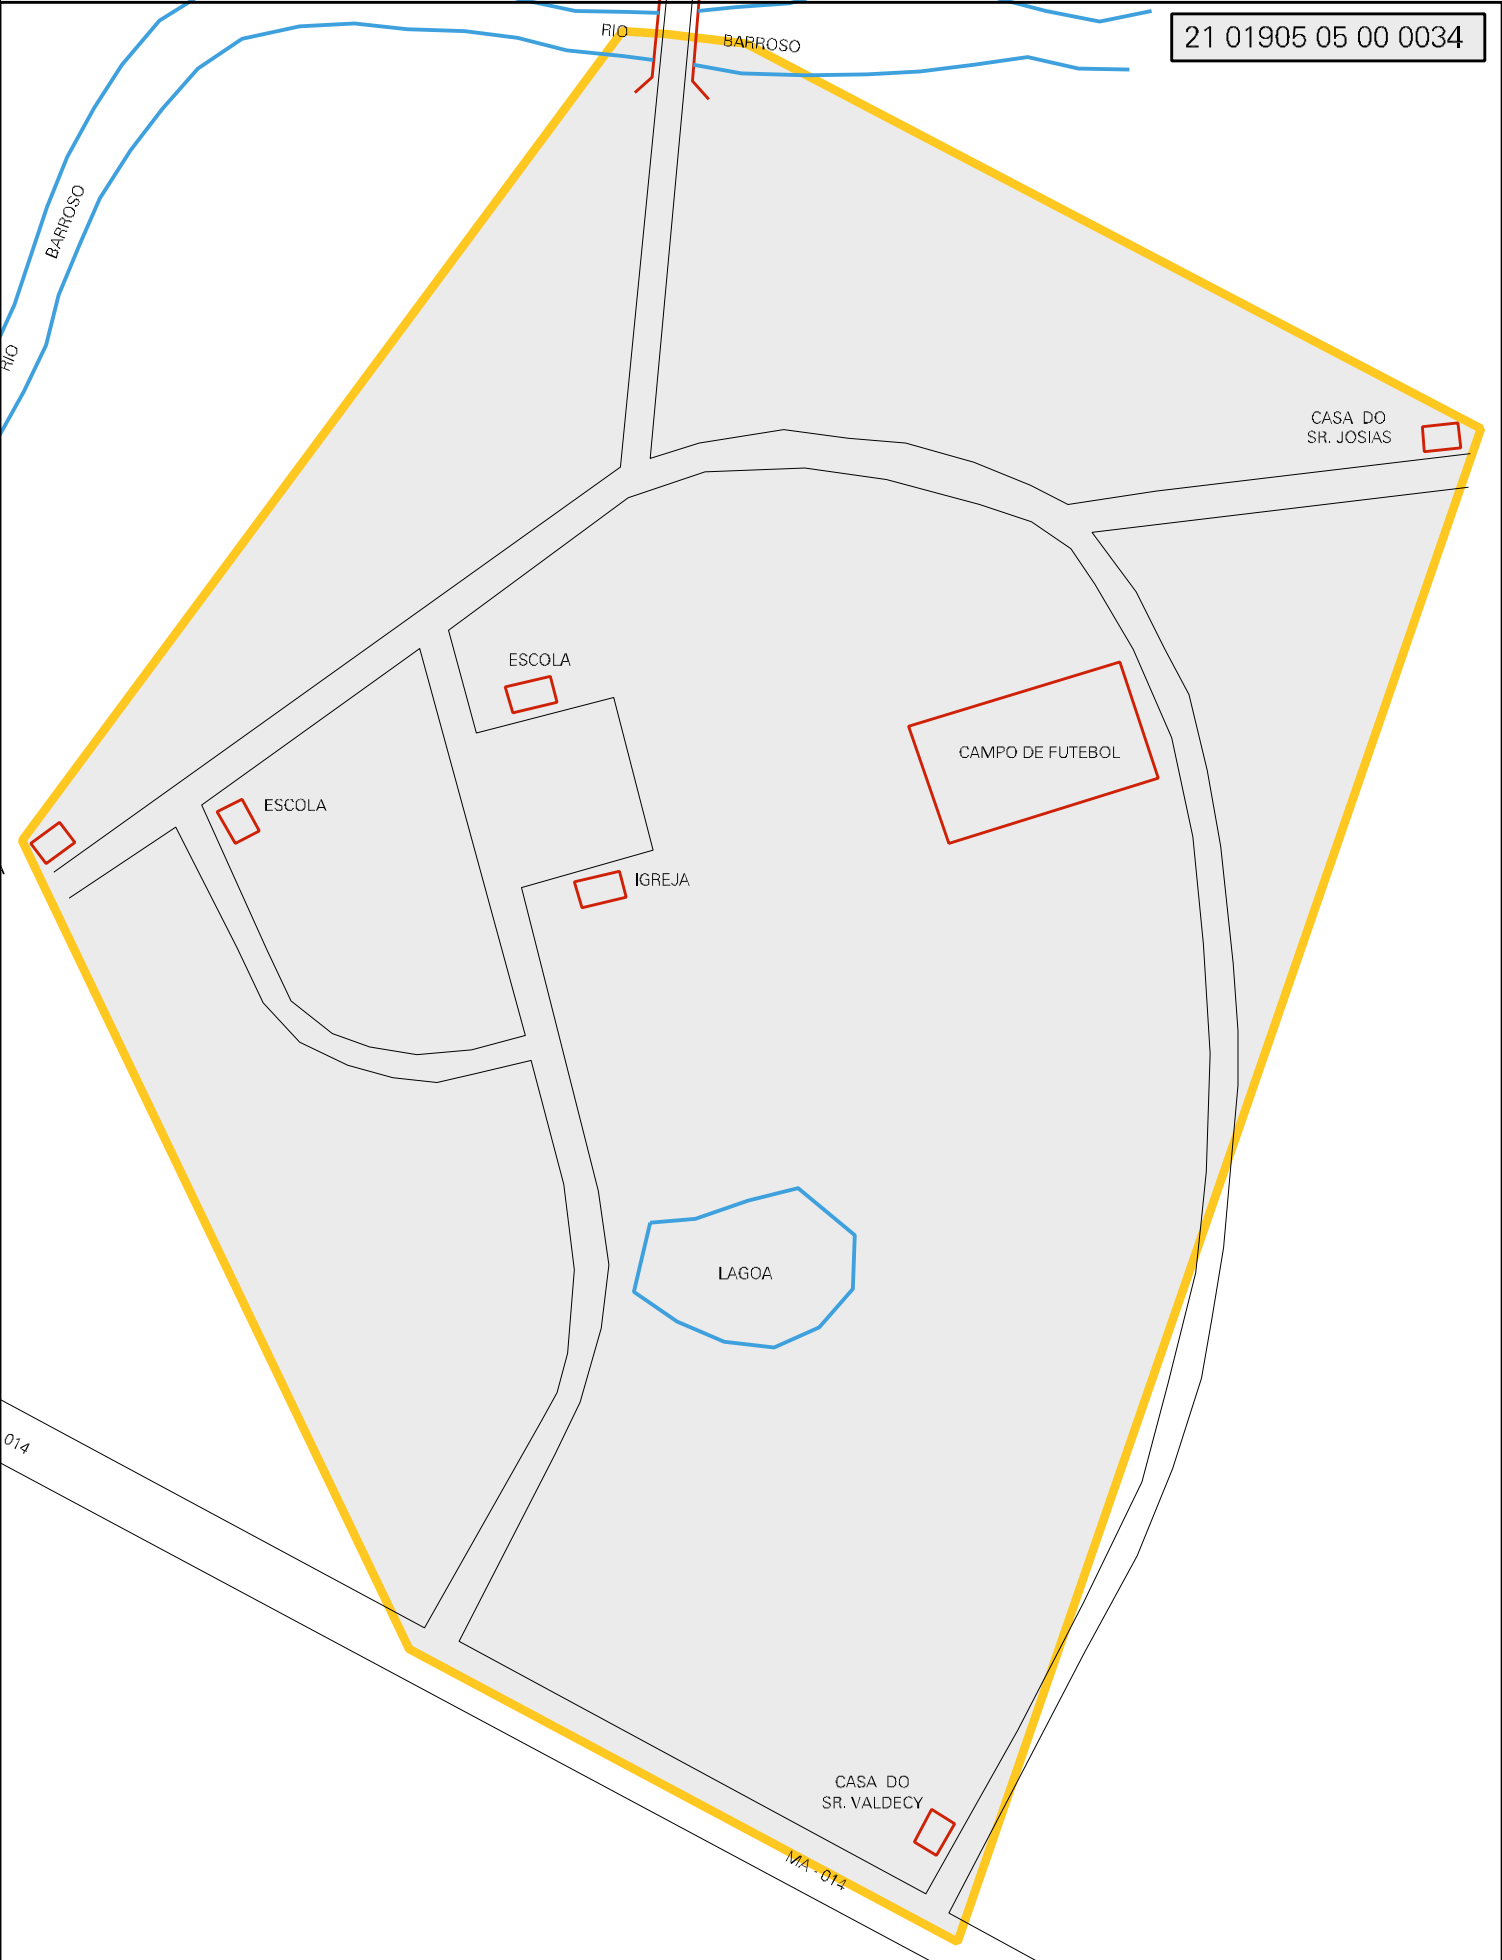 RIO
BARROSO
21 01905 05 00 0034
BARROSO
RIO
CASA DO
SR. JOSIAS
ESCOLA
CAMPO DE FUTEBOL
ESCOLA
A
IGREJA
LAGOA
014
CASA DO
SR. VALDECY
MA - 014